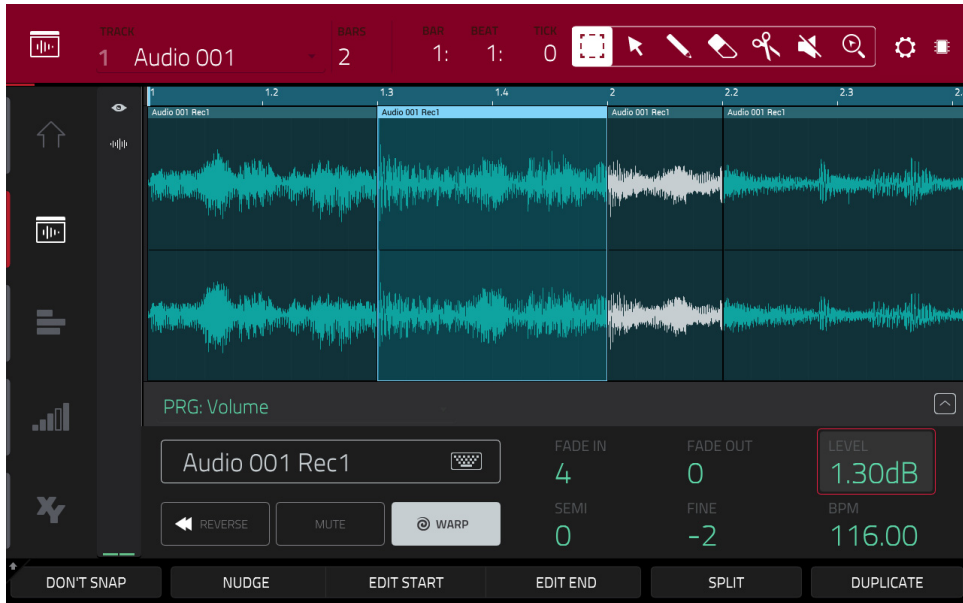 TRACK BARS BAR BEAT TICK
1 Audio 001 2 1: 1: 0
1 1.2 1.3 1.4 2 2.2 2.3 2.
Audio 001 Rec1 Audio 001 Rec1 Audio 001 Rec1 Audio 001 Rec1
PRG: Volume
Audio 001 Rec1
FADE IN FADE OUT LEVEL
4 0 1.30dB
REVERSE MUTE WARP
SEMI FINE BPM
0 -2 116.00
XY
DON'T SNAP NUDGE EDIT START EDIT END SPLIT DUPLICATE